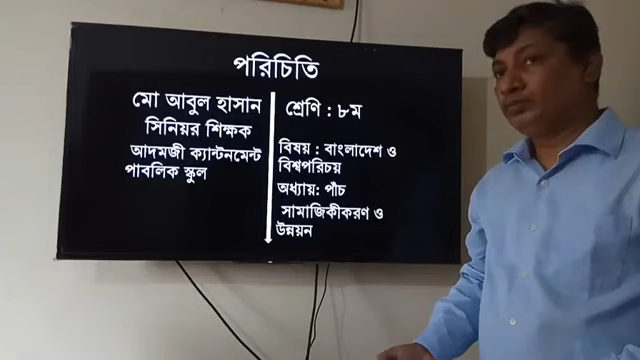 পরিচিতি
মো আবুল হাসান
সিনিয়র শিক্ষক
আদমজী ক্যান্টনমেন্ট
পাবলিক স্কুল
শ্রেণি : ৮ম
বিষয় : বাংলাদেশ ও
বিশ্বপরিচয়
অধ্যায়: পাঁচ
সামাজিকীকরণ ও
উন্নয়ন